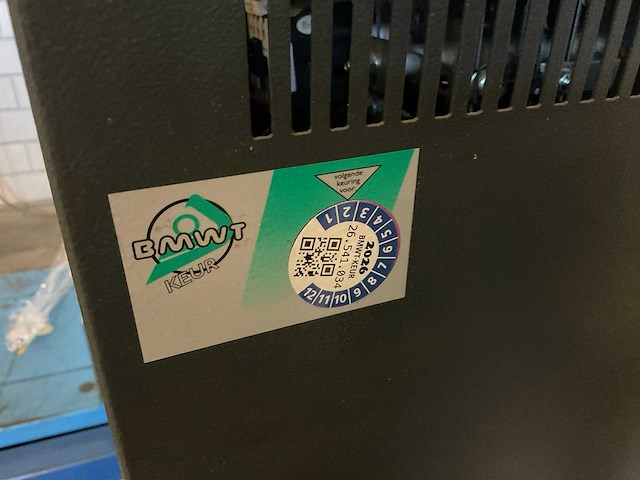 BMWT
KEUR
volgende
keuring
voor
1 2 3 4 5 6 7 8 9 10 11 12
2026
BMWT-KEUR
26.541.034